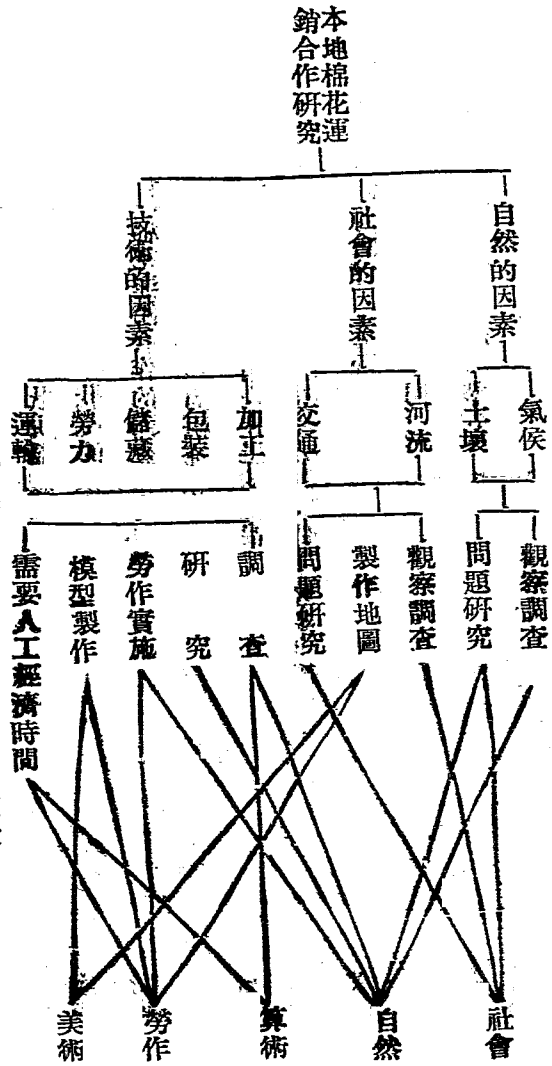 本地棉花運
銷合作研究
自然的因素
社會的因素
技術的因素
氣候
土壤
河流
交通
加工
包裝
儲藏
勞力
運輸
觀察調查
問題研究
觀察調查
製作地圖
問題研究
調查
研究
勞作實施
模型製作
需要人工經濟時間
社會
自然
算術
勞作
美術